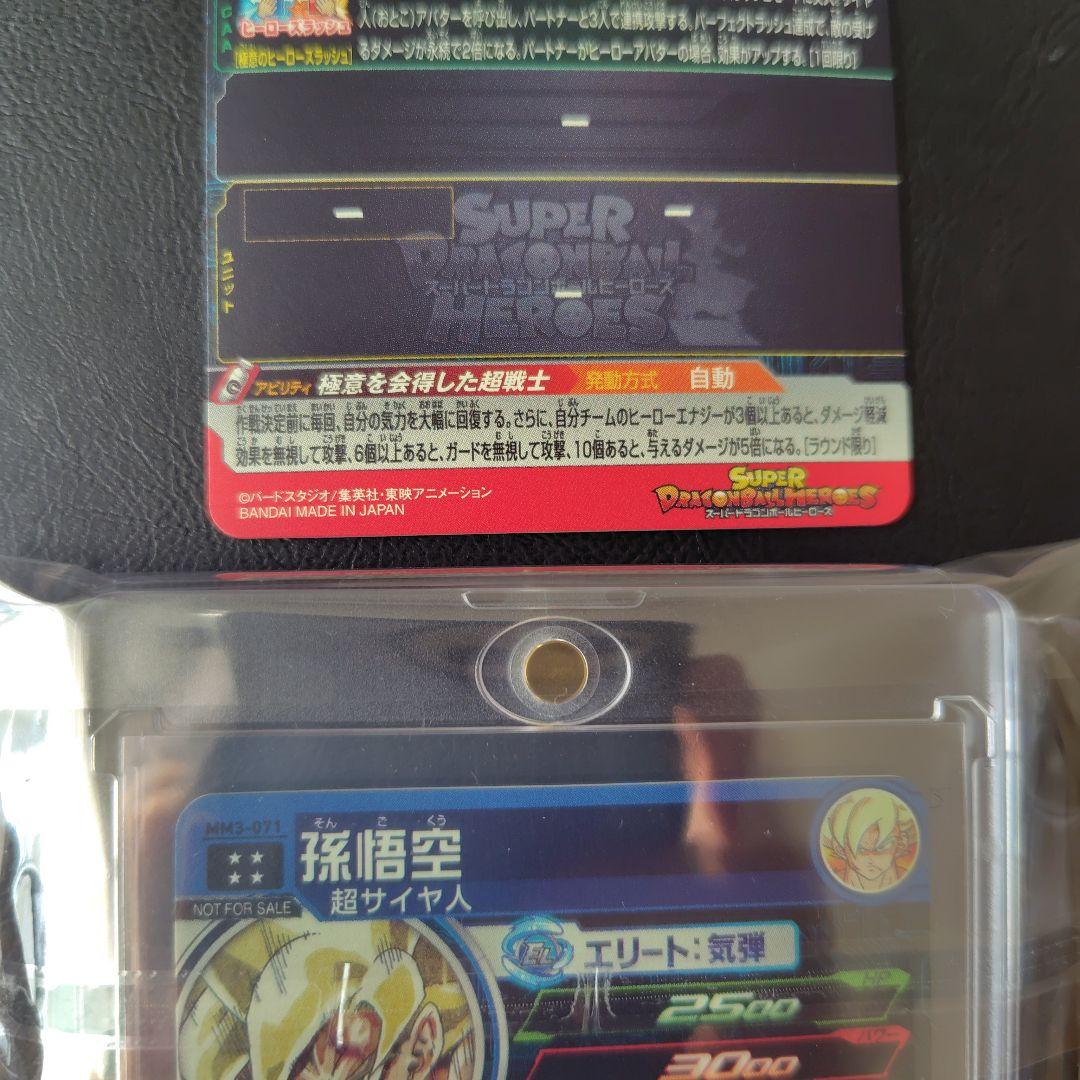 CAA
ヒーローズラッシュ
[極意のヒーローズラッシュ]
人(おとこ)アバターを呼び出し、パートナーと3人で連携攻撃する。パーフェクトラッシュ達成で、敵の受け
るダメージが永続で2倍になる。パートナーがヒーローアバターの場合、効果がアップする。[1回限り]
-
- -
-
SUPER
DRAGONBALL
スーパードラゴンボールヒーローズ
HEROES
ユニット
アビリティ 極意を会得した超戦士 発動方式 自動
作戦決定前に毎回、自分の気力を大幅に回復する。さらに、自分チームのヒーローエナジーが3個以上あると、ダメージ軽減
効果を無視して攻撃、6個以上あると、ガードを無視して攻撃、10個あると、与えるダメージが5倍になる。[ラウンド限り]
©バードスタジオ/集英社・東映アニメーション
BANDAI MADE IN JAPAN
SUPER
DRAGONBALL HEROES
スーパードラゴンボールヒーローズ
MM3-071
そん ご くう
孫悟空
超サイヤ人
NOT FOR SALE
EL エリート:気弾
HP
2500
パワー
3000